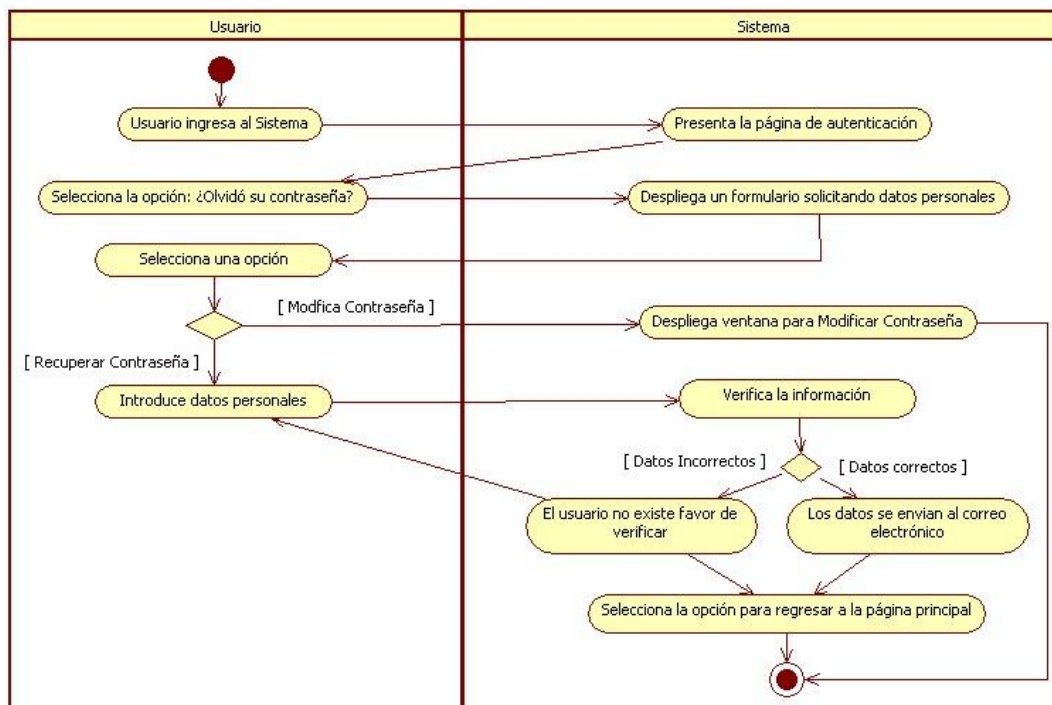 Usuario
Sistema
Usuario ingresa al Sistema
Presenta la página de autenticación
Selecciona la opción: ¿Olvidó su contraseña?
Despliega un formulario solicitando datos personales
Selecciona una opción
[ Modfica Contraseña ]
Despliega ventana para Modificar Contraseña
[ Recuperar Contraseña ]
Introduce datos personales
Verifica la información
[ Datos Incorrectos ]
[ Datos correctos ]
El usuario no existe favor de
verificar
Los datos se envian al correo
electrónico
Selecciona la opción para regresar a la página principal